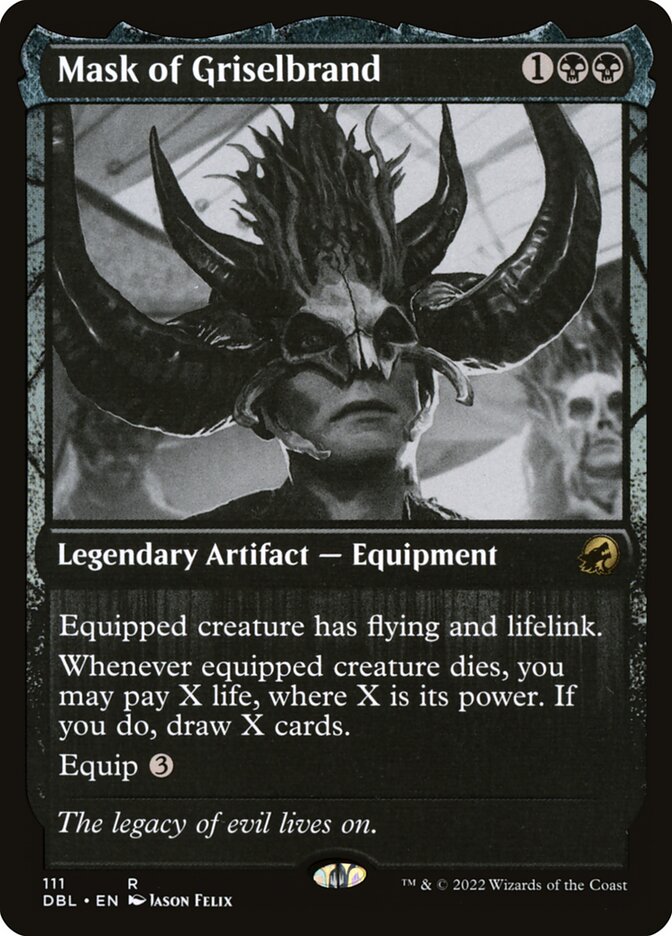 Mask of Griselbrand 1
Legendary Artifact — Equipment
Equipped creature has flying and lifelink.
Whenever equipped creature dies, you
may pay X life, where X is its power. If
you do, draw X cards.
Equip 3
The legacy of evil lives on.
111 R
DBL • EN Jason Felix
™ & © 2022 Wizards of the Coast